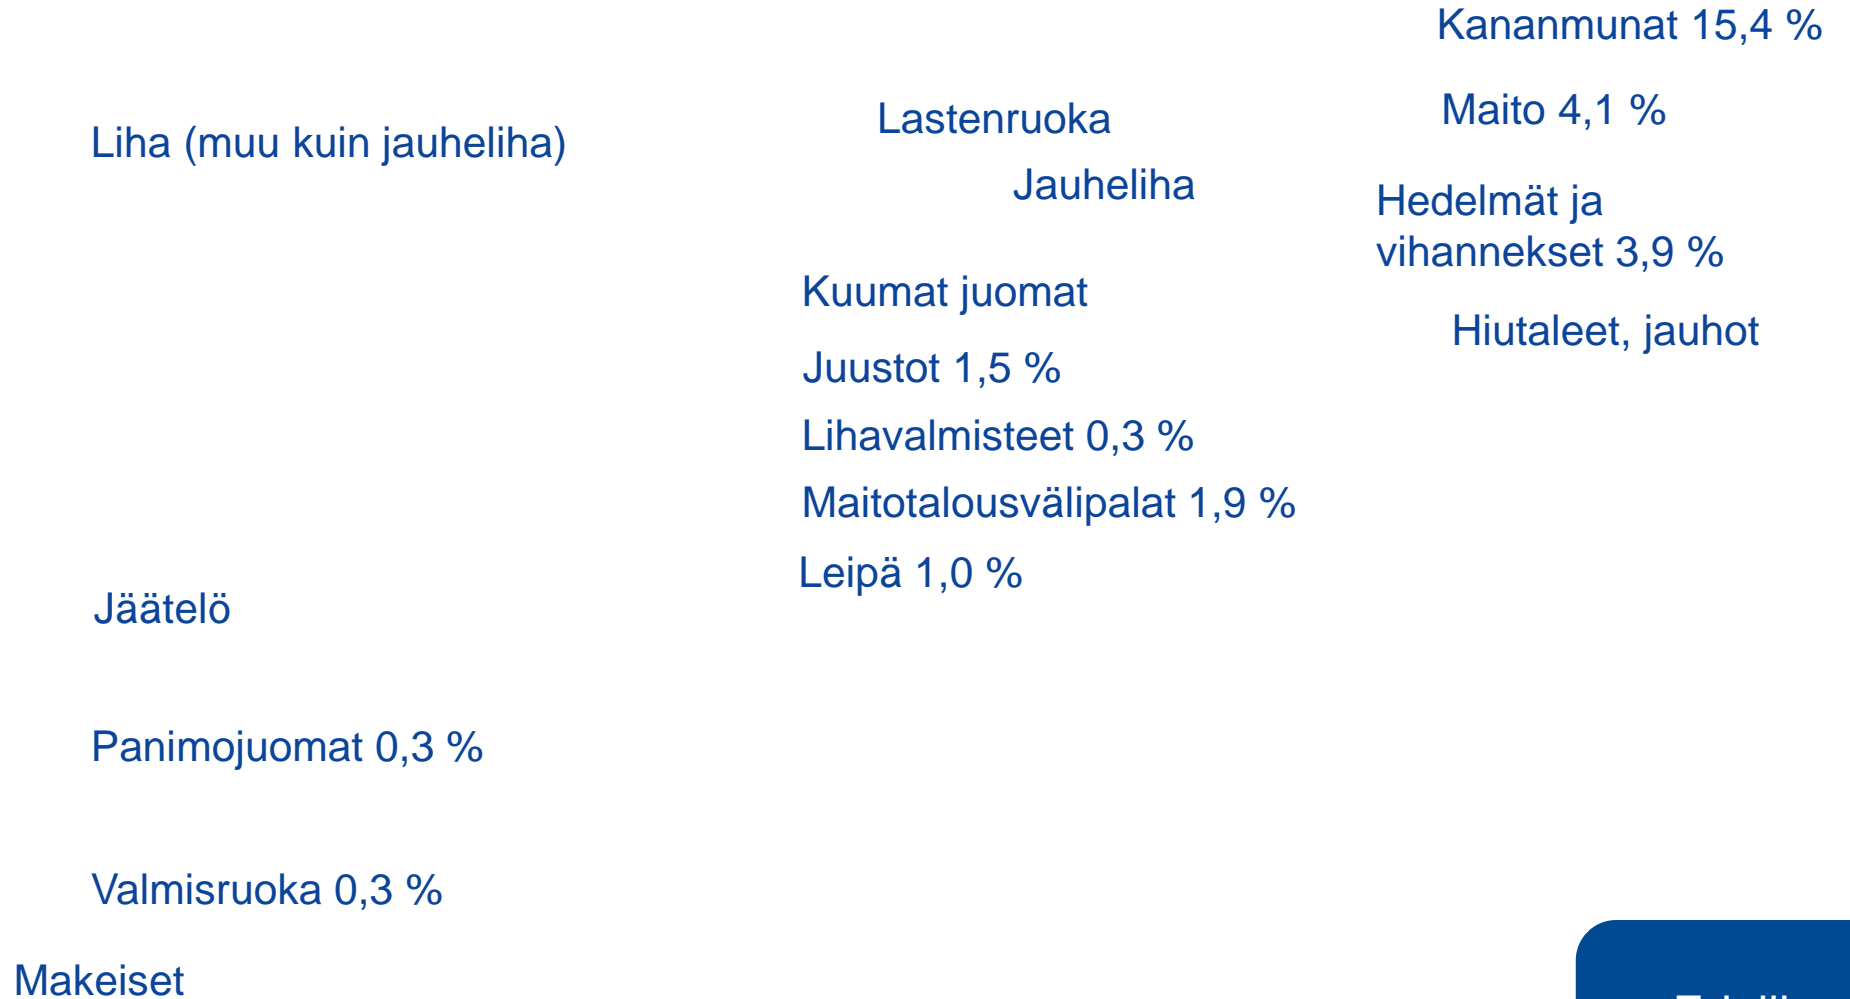 Kananmunat 15,4 %
Maito 4,1 %
Lastenruoka
Liha (muu kuin jauheliha)
Jauheliha
Hedelmät ja
vihannekset 3,9 %
Kuumat juomat
Hiutaleet, jauhot
Juustot 1,5 %
Lihavalmisteet 0,3 %
Maitotalousvälipalat 1,9 %
Leipä 1,0 %
Jäätelö
Panimojuomat 0,3 %
Valmisruoka 0,3 %
Makeiset